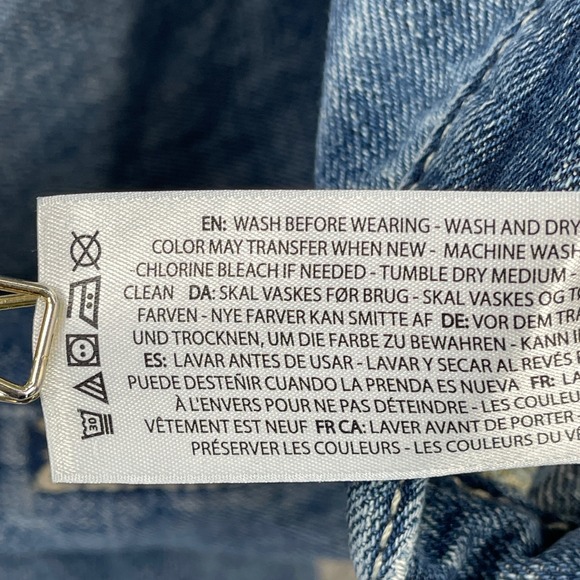 EN: WASH BEFORE WEARING - WASH AND DRY
COLOR MAY TRANSFER WHEN NEW - MACHINE WASH
CHLORINE BLEACH IF NEEDED - TUMBLE DRY MEDIUM -
CLEAN DA: SKAL VASKES FØR BRUG - SKAL VASKES OG
FARVEN - NYE FARVER KAN SMITTE AF DE: VOR DEM
UND TROCKNEN, UM DIE FARBE ZU BEWAHREN - KANN
ES: LAVAR ANTES DE USAR - LAVAR Y SECAR AL REVÉS
PUEDE DESTEÑIR CUANDO LA PRENDA ES NUEVA FR:
À L'ENVERS POUR NE PAS DÉTEINDRE - LES
VÊTEMENT EST NEUF FR CA: LAVER AVANT DE PORTER -
PRÉSERVER LES COULEURS - LES COULEURS DU
30